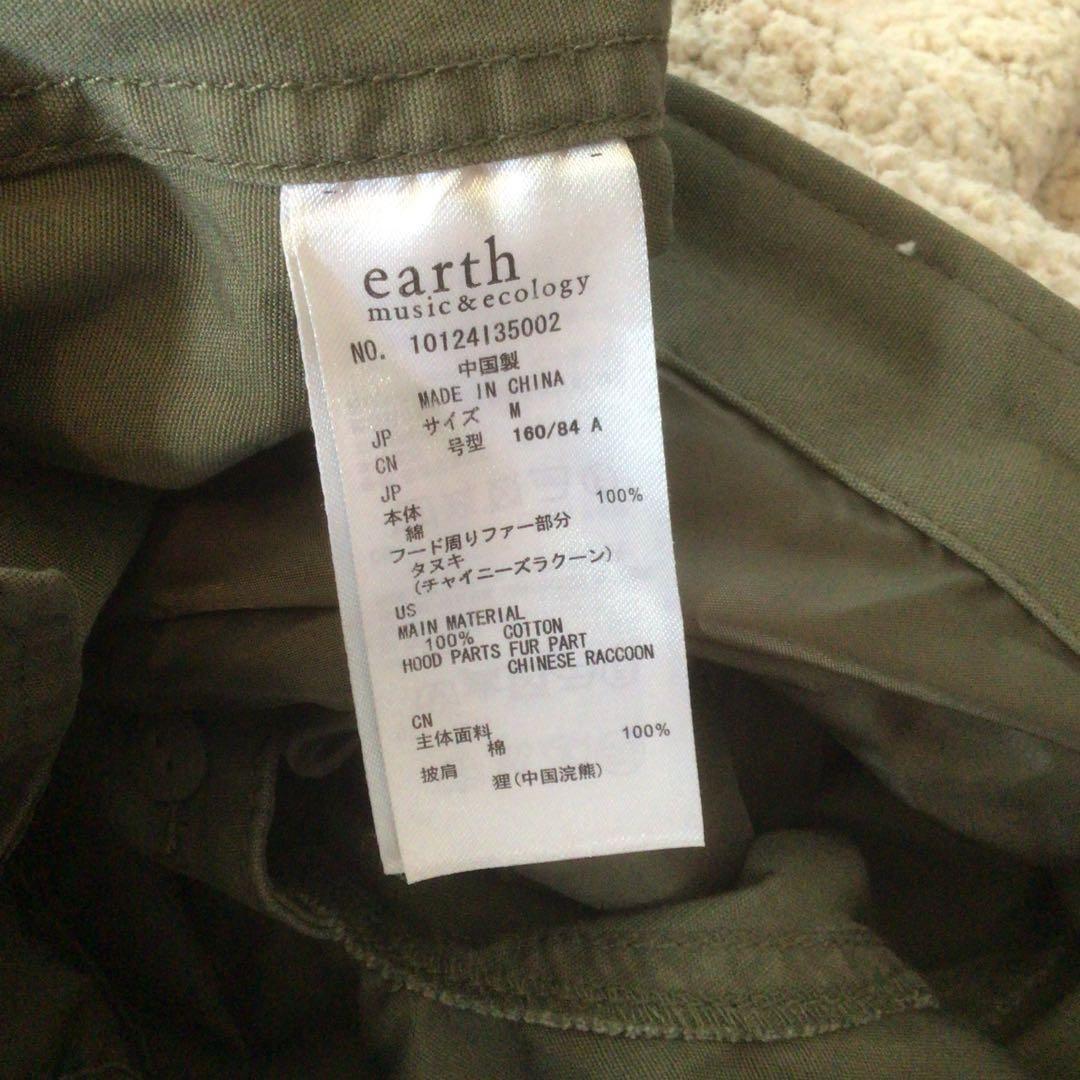 earth
music&ecology
NO. 10124I35002
中国製
MADE IN CHINA
JP サイズ M
CN 号型 160/84 A
JP
本体
綿 100%
フード周りファー部分
タヌキ
(チャイニーズラクーン)
US
MAIN MATERIAL
100% COTTON
HOOD PARTS FUR PART
CHINESE RACCOON
CN
主体面料
棉 100%
披肩 狸(中国浣熊)